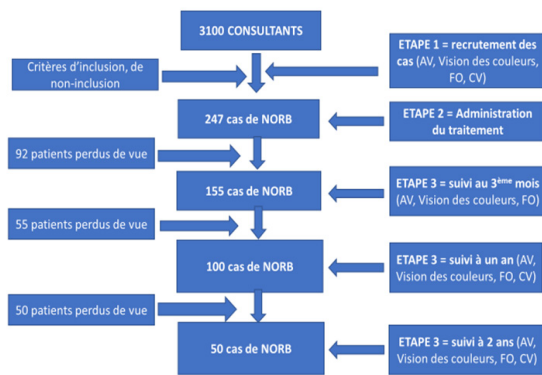 3100 CONSULTANTS
Critères d'inclusion, de
non-inclusion
ETAPE 1 = recrutement des
cas (AV, Vision des couleurs,
FO, CV)
247 cas de NORB
ETAPE 2 = Administration
du traitement
92 patients perdus de vue
155 cas de NORB
ETAPE 3 = suivi au 3ème mois
(AV, Vision des couleurs, FO)
55 patients perdus de vue
100 cas de NORB
ETAPE 3 = suivi à un an (AV,
Vision des couleurs, FO, CV)
50 patients perdus de vue
50 cas de NORB
ETAPE 3 = suivi à 2 ans (AV,
Vision des couleurs, FO, CV)